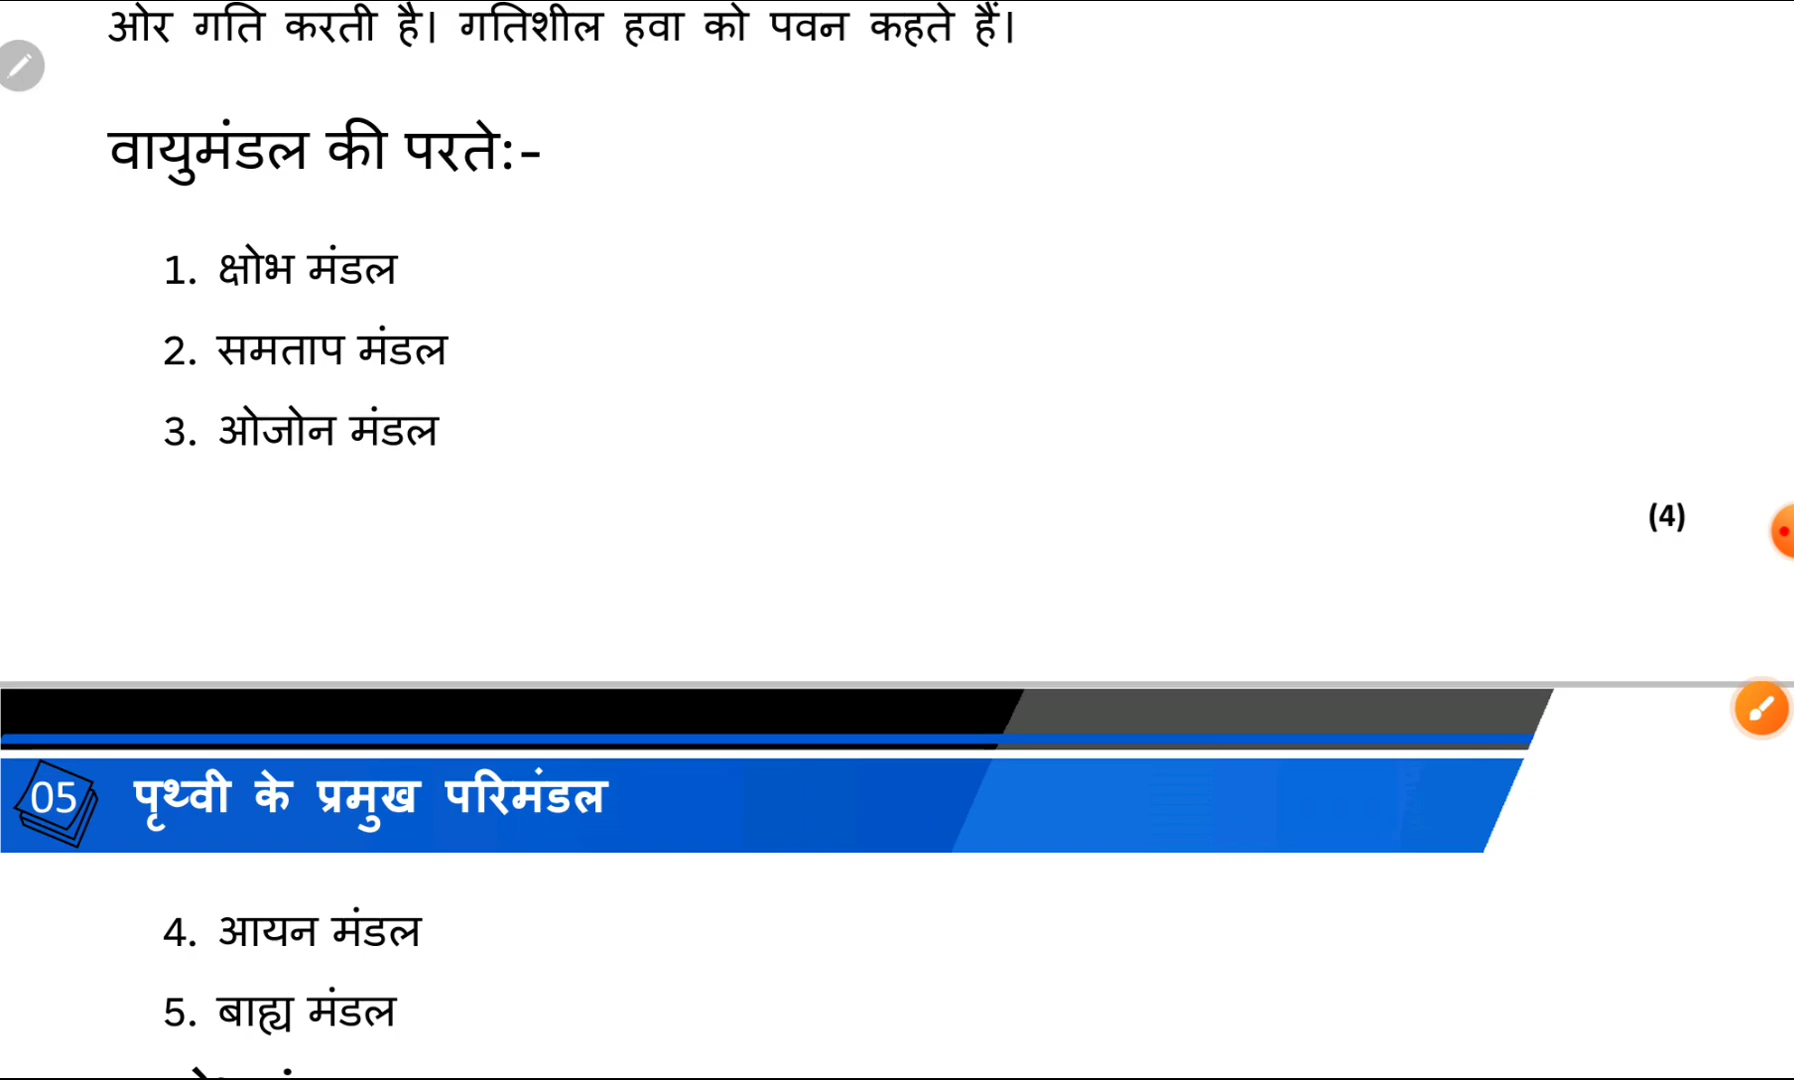 ओर गति करती है। गतिशील हवा को पवन कहते हैं।
वायुमंडल की परते:-
1. क्षोभ मंडल
2. समताप मंडल
3. ओजोन मंडल
(4)
05 पृथ्वी के प्रमुख परिमंडल
4. आयन मंडल
5. बाह्य मंडल